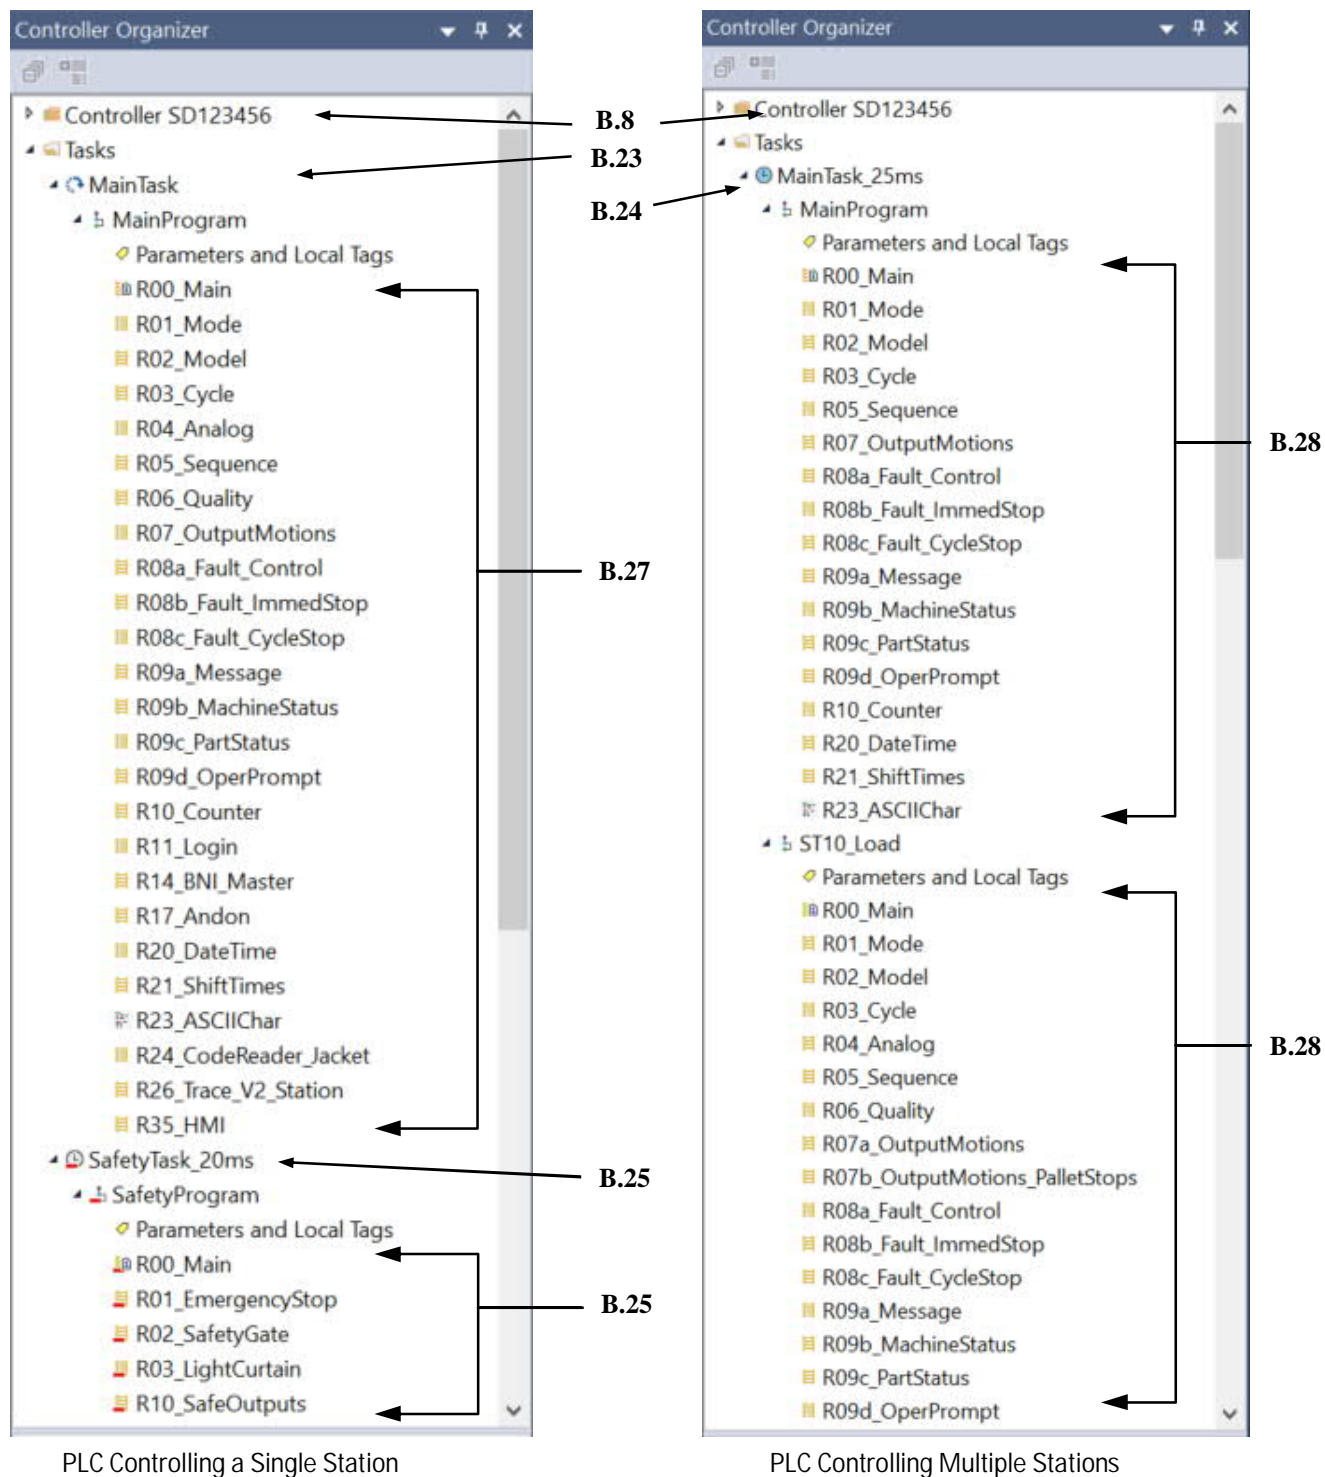 Controller Organizer
Controller SD123456
Tasks
MainTask
MainProgram
Parameters and Local Tags
R00_Main
R01_Mode
R02_Model
R03_Cycle
R04_Analog
R05_Sequence
R06_Quality
R07_OutputMotions
R08a_Fault_Control
R08b_Fault_ImmedStop
R08c_Fault_CycleStop
R09a_Message
R09b_MachineStatus
R09c_PartStatus
R09d_OperPrompt
R10_Counter
R11_Login
R14_BNI_Master
R17_Andon
R20_DateTime
R21_ShiftTimes
R23_ASCIIChar
R24_CodeReader_Jacket
R26_Trace_V2_Station
R35_HMI
SafetyTask_20ms
SafetyProgram
Parameters and Local Tags
R00_Main
R01_EmergencyStop
R02_SafetyGate
R03_LightCurtain
R10_SafeOutputs
PLC Controlling a Single Station
B.8
B.23
B.24
B.27
B.25
B.25
Controller Organizer
Controller SD123456
Tasks
MainTask_25ms
MainProgram
Parameters and Local Tags
R00_Main
R01_Mode
R02_Model
R03_Cycle
R05_Sequence
R07_OutputMotions
R08a_Fault_Control
R08b_Fault_ImmedStop
R08c_Fault_CycleStop
R09a_Message
R09b_MachineStatus
R09c_PartStatus
R09d_OperPrompt
R10_Counter
R20_DateTime
R21_ShiftTimes
R23_ASCIIChar
ST10_Load
Parameters and Local Tags
R00_Main
R01_Mode
R02_Model
R03_Cycle
R04_Analog
R05_Sequence
R06_Quality
R07a_OutputMotions
R07b_OutputMotions_PalletStops
R08a_Fault_Control
R08b_Fault_ImmedStop
R08c_Fault_CycleStop
R09a_Message
R09b_MachineStatus
R09c_PartStatus
R09d_OperPrompt
PLC Controlling Multiple Stations
B.28
B.28